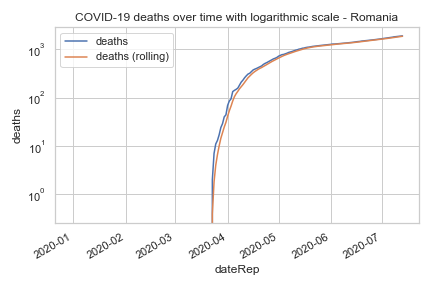 COVID-19 deaths over time with logarithmic scale - Romania
deaths
deaths (rolling)
10³
10²
10¹
10⁰
deaths
2020-01
2020-02
2020-03
2020-04
2020-05
2020-06
2020-07
dateRep